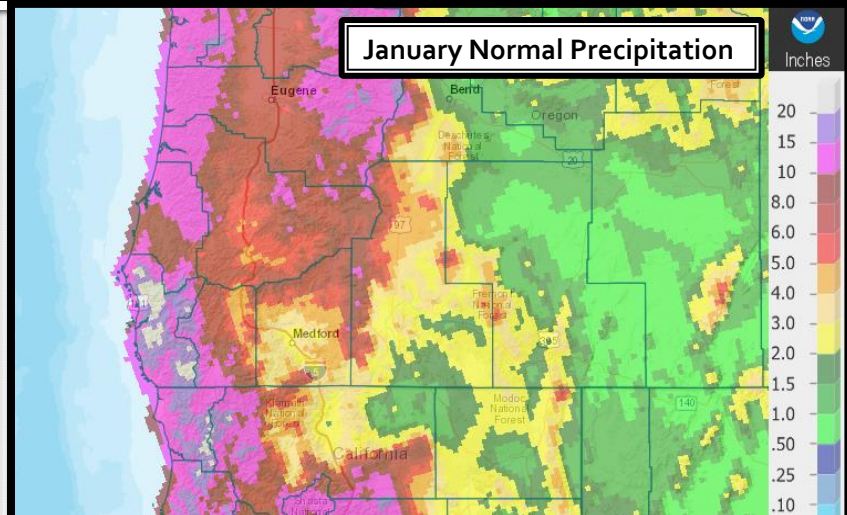 January Normal Precipitation
NOAA
Inches
20
15
10
8.0
6.0
5.0
4.0
3.0
2.0
1.5
1.0
.50
.25
.10
Eugene
Bend
Oregon
Forest
Deschutes
National
Forest
20
97
Fremont
National
Forest
395
Medford
5
Klamath
National
Forest
Modoc
National
Forest
140
California
Shasta
National